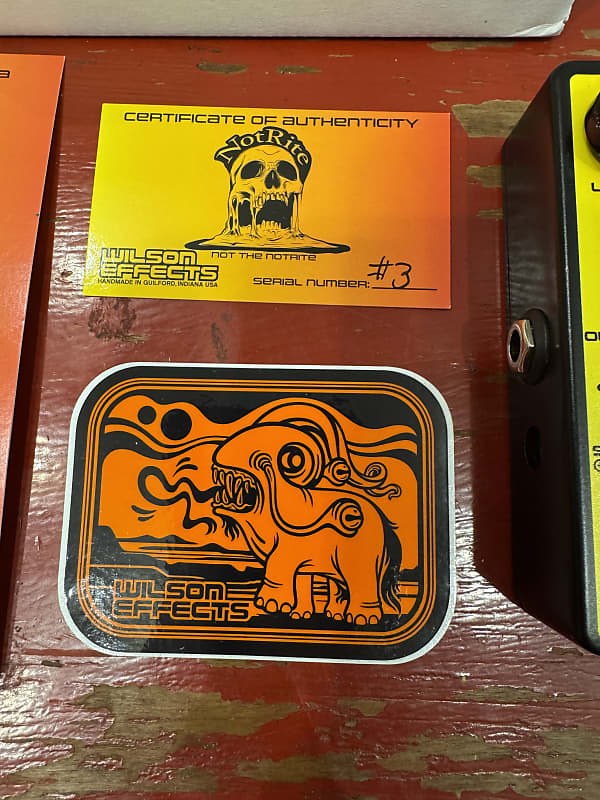 CERTIFICATE OF AUTHENTICITY
NotRite
NOT THE NOTRITE
WILSON
EFFECTS
HANDMADE IN GUILFORD, INDIANA USA
SERIAL NUMBER: #3
WILSON
EFFECTS